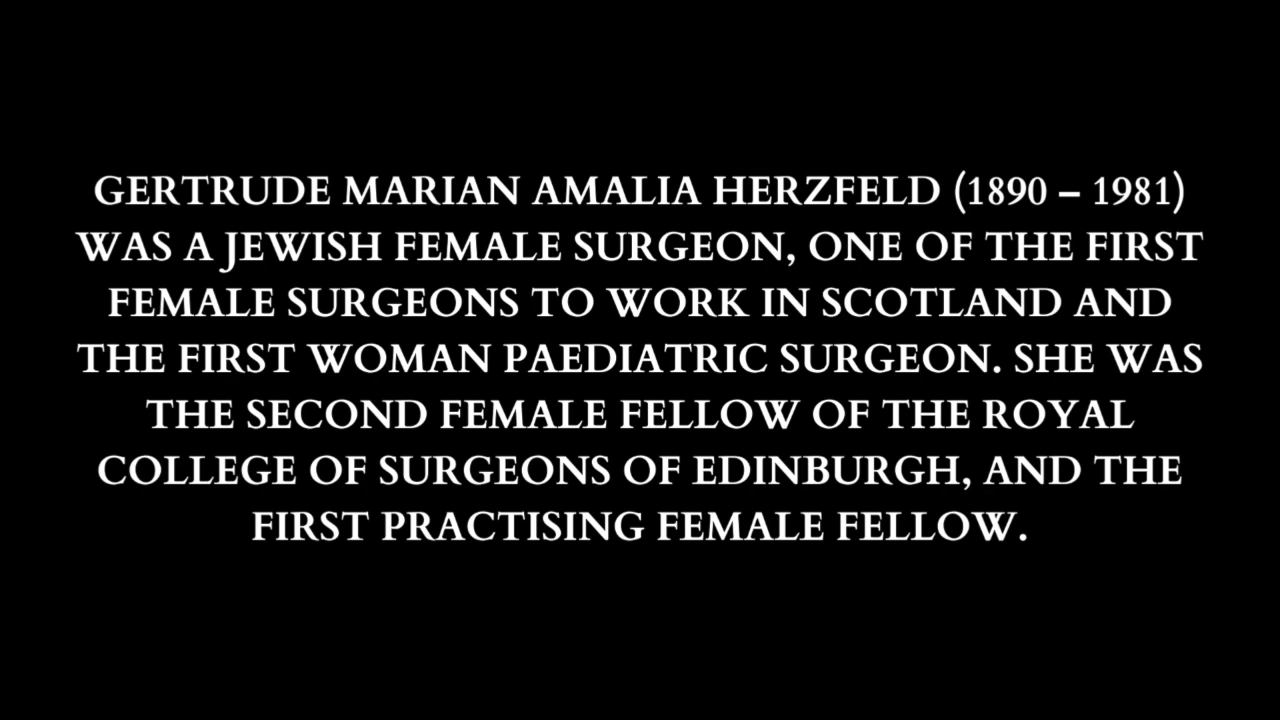 GERTRUDE MARIAN AMALIA HERZFELD (1890 – 1981)
WAS A JEWISH FEMALE SURGEON, ONE OF THE FIRST
FEMALE SURGEONS TO WORK IN SCOTLAND AND
THE FIRST WOMAN PAEDIATRIC SURGEON. SHE WAS
THE SECOND FEMALE FELLOW OF THE ROYAL
COLLEGE OF SURGEONS OF EDINBURGH, AND THE
FIRST PRACTISING FEMALE FELLOW.